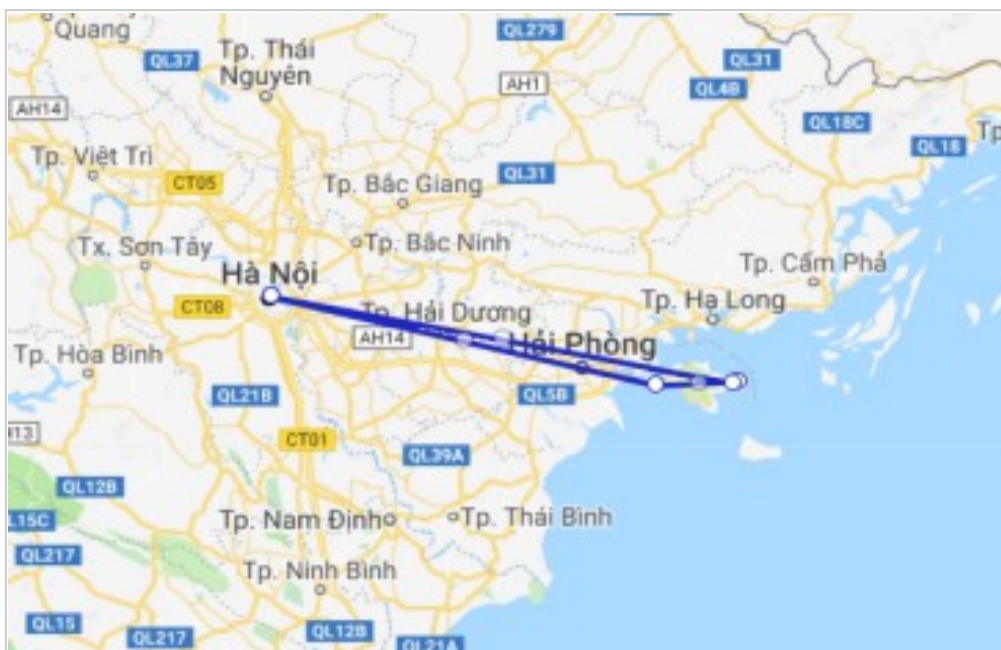 Quang
QL37
Tp. Thái
Nguyên
QL279
AH1
QL31
QL4B
QL18C
QL18
Tp
AH14
Tp. Việt Trì
CT05
Tp. Bắc Giang
QL31
Tx. Sơn Tây
Tp. Bắc Ninh
Hà Nội
CT08
Tp. Hải Dương
AH14
Hải Phòng
Tp. Hạ Long
Tp. Cẩm Phả
Tp. Hòa Bình
QL21B
QL5B
H13
CT01
QL39A
QL12B
QL15C
Tp. Nam Định
Tp. Thái Bình
QL217
Tp. Ninh Bình
QL15
QL217
QL12B
QL21A